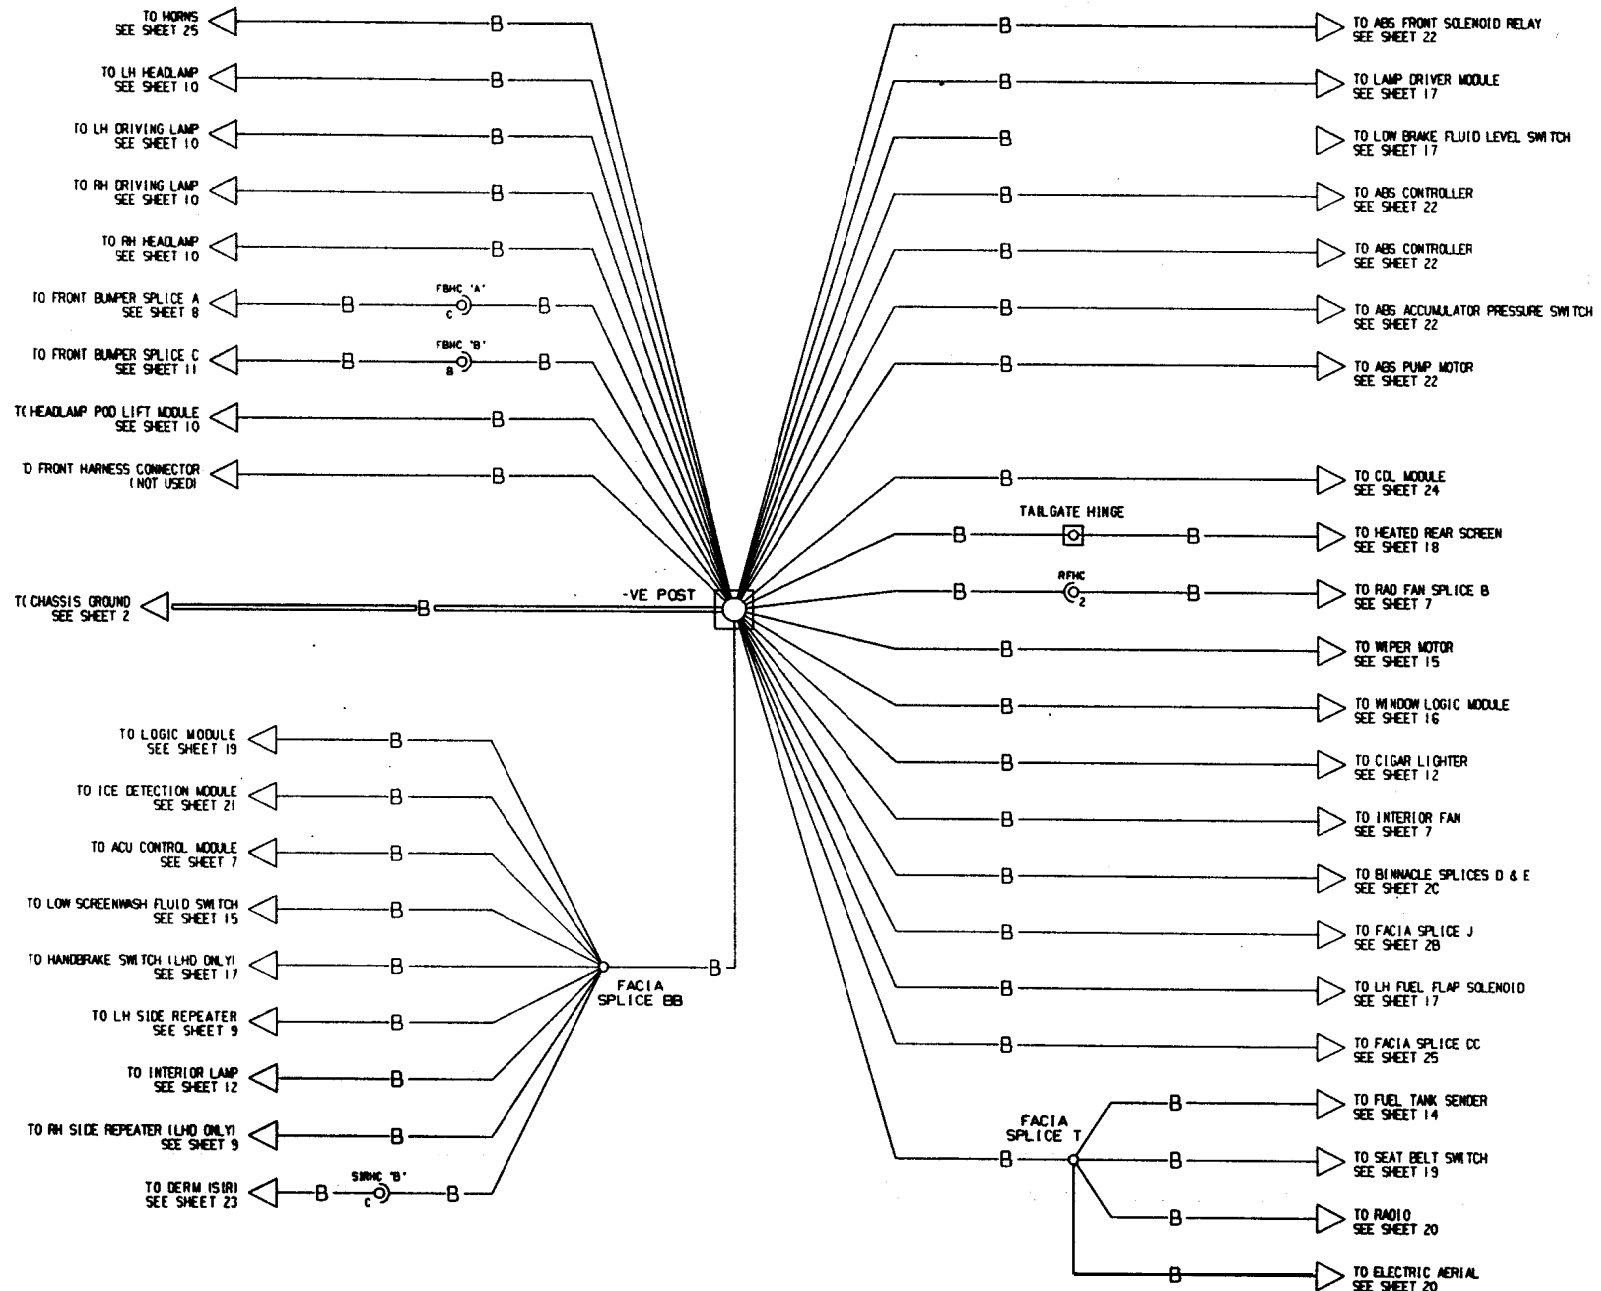 TO HORNS
SEE SHEET 25
B
TO LH HEADLAMP
SEE SHEET 10
B
TO LH DRIVING LAMP
SEE SHEET 10
B
TO RH DRIVING LAMP
SEE SHEET 10
B
TO RH HEADLAMP
SEE SHEET 10
B
TO FRONT BUMPER SPLICE A
SEE SHEET 8
B
FBHC 'A'
C
B
TO FRONT BUMPER SPLICE C
SEE SHEET 11
B
FBHC 'B'
B
B
T( HEADLAMP POD LIFT MODULE
SEE SHEET 10
B
O FRONT HARNESS CONNECTOR
(NOT USED)
B
T( CHASSIS GROUND
SEE SHEET 2
B
-VE POST
TO LOGIC MODULE
SEE SHEET 19
B
TO ICE DETECTION MODULE
SEE SHEET 21
B
TO ACU CONTROL MODULE
SEE SHEET 7
B
TO LOW SCREENWASH FLUID SWITCH
SEE SHEET 15
B
TO HANDBRAKE SWITCH (LHD ONLY)
SEE SHEET 17
B
TO LH SIDE REPEATER
SEE SHEET 9
B
TO INTERIOR LAMP
SEE SHEET 12
B
TO RH SIDE REPEATER (LHD ONLY)
SEE SHEET 9
B
TO DERM (SIR)
SEE SHEET 23
B
SIRHC 'B'
C
B
FACIA
SPLICE BB
B
B
TO ABS FRONT SOLENOID RELAY
SEE SHEET 22
B
TO LAMP DRIVER MODULE
SEE SHEET 17
B
TO LOW BRAKE FLUID LEVEL SWITCH
SEE SHEET 17
B
TO ABS CONTROLLER
SEE SHEET 22
B
TO ABS CONTROLLER
SEE SHEET 22
B
TO ABS ACCUMULATOR PRESSURE SWITCH
SEE SHEET 22
B
TO ABS PUMP MOTOR
SEE SHEET 22
B
TO CDL MODULE
SEE SHEET 24
B
TAILGATE HINGE
B
TO HEATED REAR SCREEN
SEE SHEET 18
B
RFHC
2
B
TO RAD FAN SPLICE B
SEE SHEET 7
B
TO WIPER MOTOR
SEE SHEET 15
B
TO WINDOW LOGIC MODULE
SEE SHEET 16
B
TO CIGAR LIGHTER
SEE SHEET 12
B
TO INTERIOR FAN
SEE SHEET 7
B
TO BINNACLE SPLICES D & E
SEE SHEET 2C
B
TO FACIA SPLICE J
SEE SHEET 2B
B
TO LH FUEL FLAP SOLENOID
SEE SHEET 17
B
TO FACIA SPLICE CC
SEE SHEET 25
B
FACIA
SPLICE T
B
TO FUEL TANK SENDER
SEE SHEET 14
B
TO SEAT BELT SWITCH
SEE SHEET 19
B
TO RADIO
SEE SHEET 20
B
TO ELECTRIC AERIAL
SEE SHEET 20